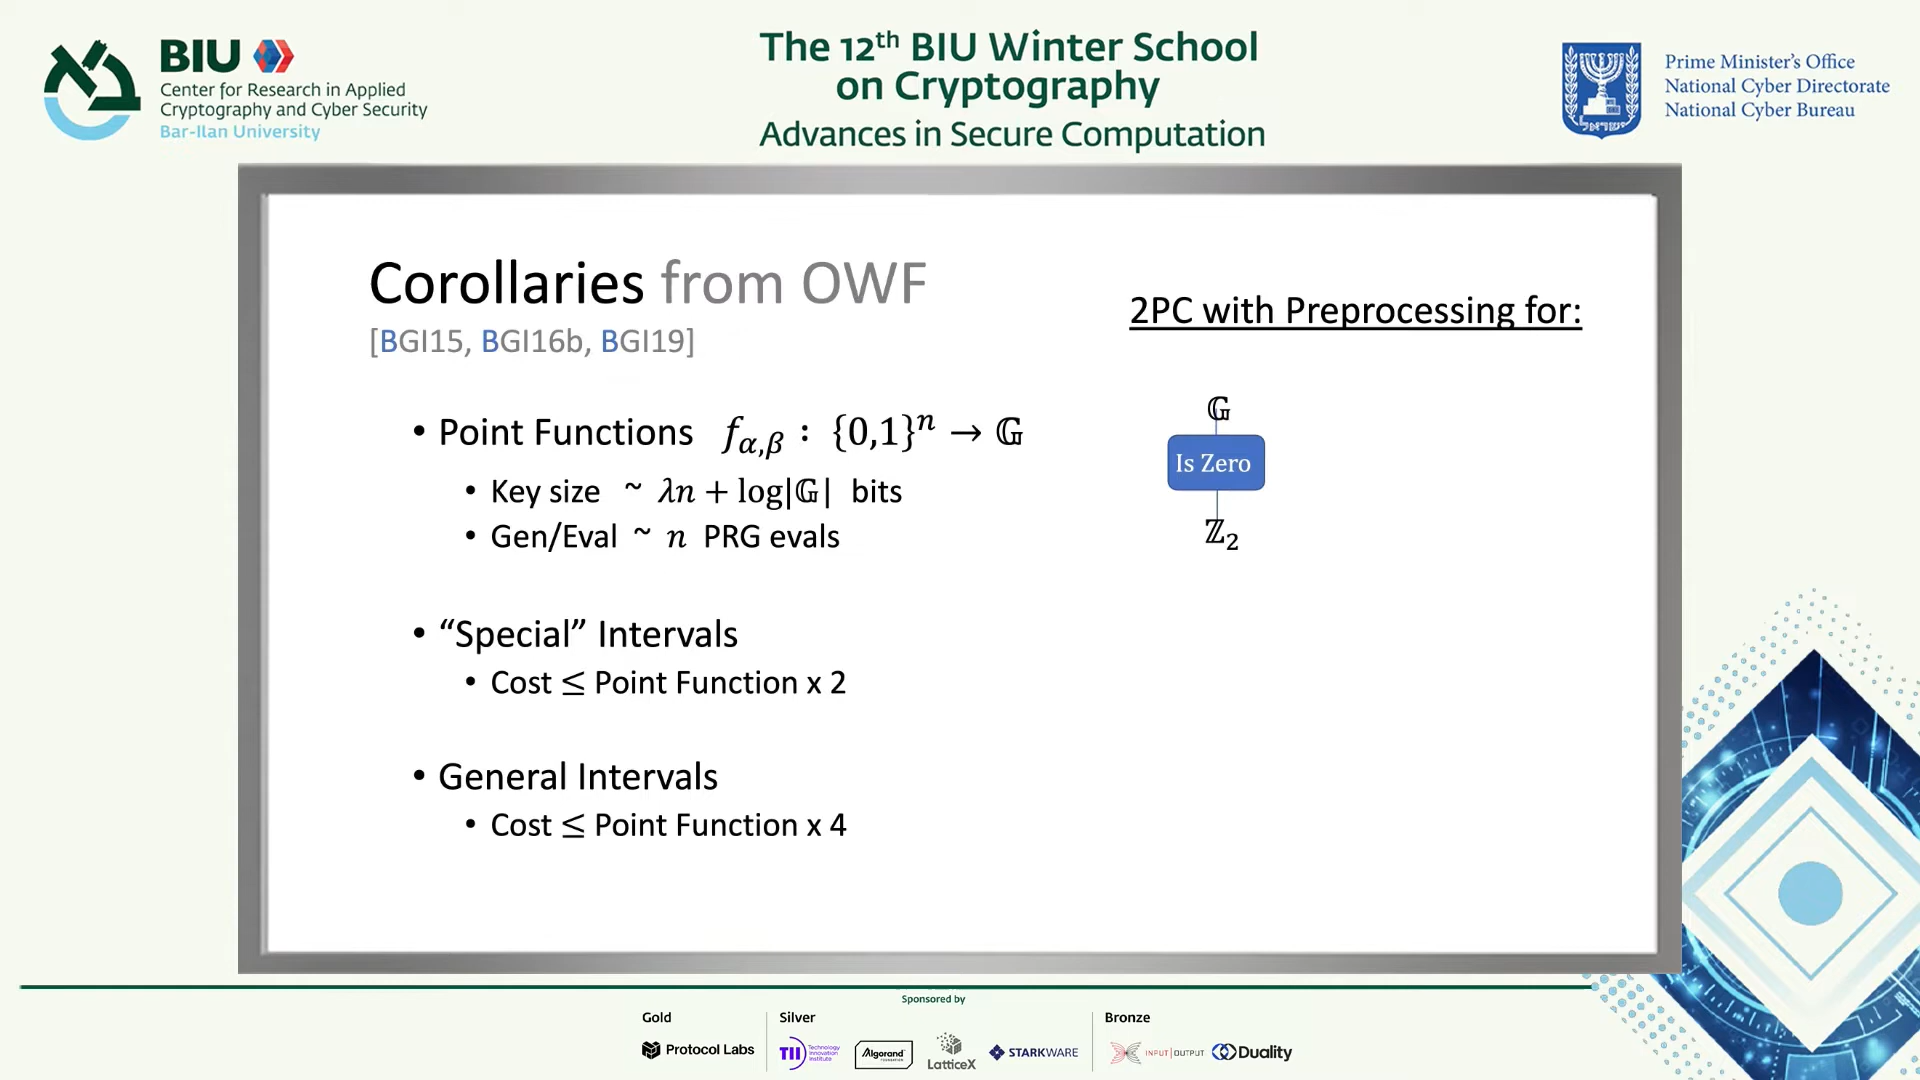 BIU
Center for Research in Applied
Cryptography and Cyber Security
Bar-Ilan University
The 12th BIU Winter School
on Cryptography
Advances in Secure Computation
Prime Minister's Office
National Cyber Directorate
National Cyber Bureau
Corollaries from OWF
[BGI15, BGI16b, BGI19]
2PC with Preprocessing for:
• Point Functions f_{α,β} : {0,1}^n → 𝔾
• Key size ~ λn + log|𝔾| bits
• Gen/Eval ~ n PRG evals
• “Special” Intervals
• Cost ≤ Point Function x 2
• General Intervals
• Cost ≤ Point Function x 4
𝔾
Is Zero
ℤ₂
Sponsored by
Gold
Protocol Labs
Silver
TII Technology Innovation Institute
Algorand
LatticeX
STARKWARE
Bronze
INPUT|OUTPUT
Duality